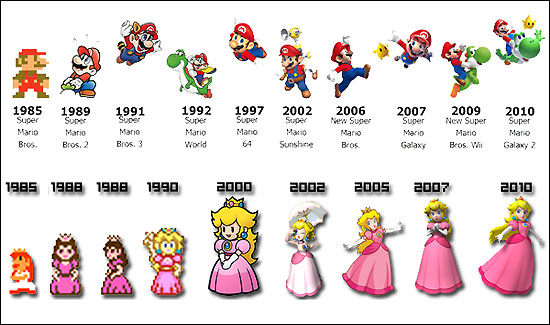 1985 1989 1991 1992 1997 2002 2006 2007 2009 2010
Super Super Super Super Super Super New Super Super New Super Super
Mario Mario Mario Mario Mario Mario Mario Mario Mario Mario
Bros. Bros. 2 Bros. 3 World 64 Sunshine Bros. Galaxy Bros. Wii Galaxy 2
1985 1988 1988 1990 2000 2002 2005 2007 2010